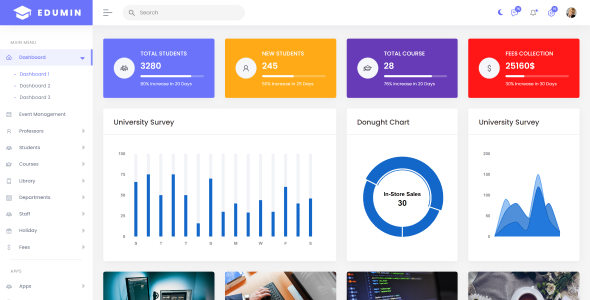 EDUMIN
Search
MAIN MENU
Dashboard
Dashboard 1
Dashboard 2
Dashboard 3
Event Management
Professors
Students
Courses
Library
Departments
Staff
Holiday
Fees
APPS
Apps
TOTAL STUDENTS
3280
80% Increase in 20 Days
NEW STUDENTS
245
50% Increase in 25 Days
TOTAL COURSE
28
76% Increase in 20 Days
FEES COLLECTION
25160$
30% Increase in 30 Days
University Survey
100
75
50
25
0
S T T S M W F S
Donught Chart
In-Store Sales
30
University Survey
200
150
100
50
0